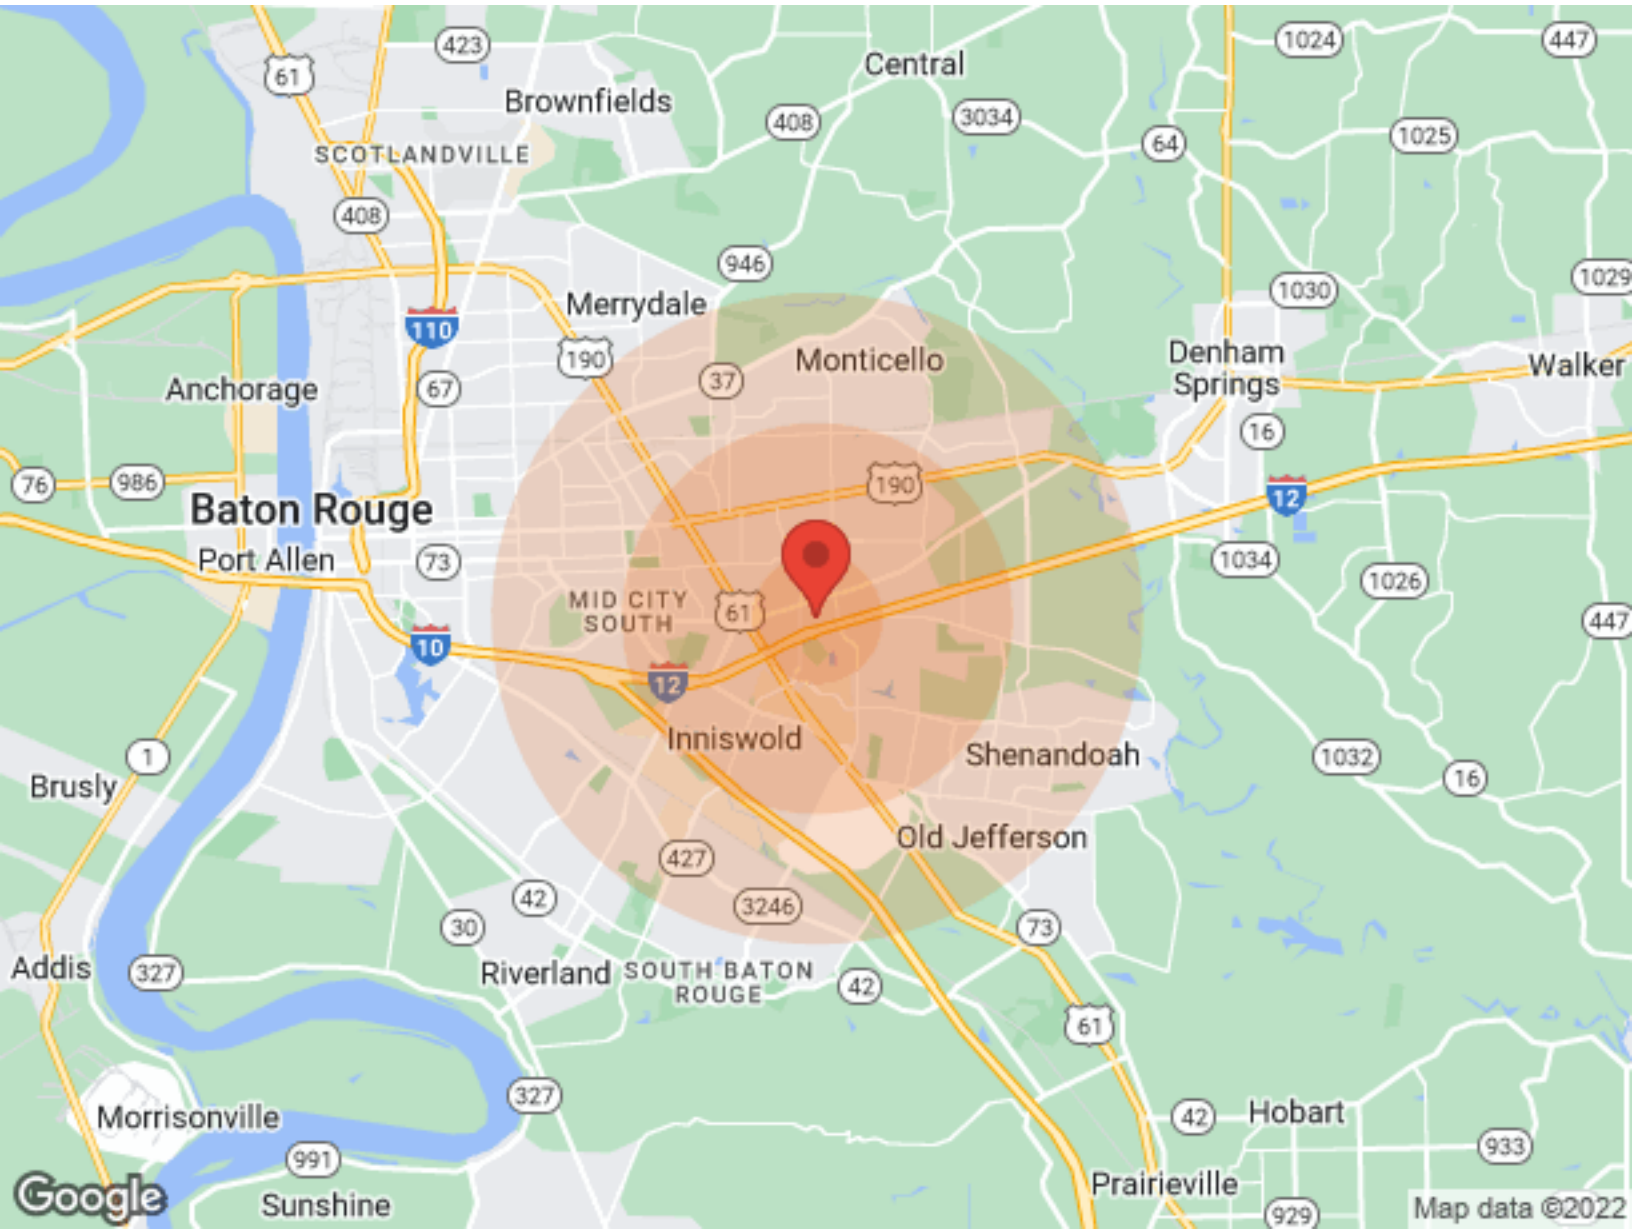 61
423
Central
1024
447
Brownfields
408
3034
64
1025
SCOTLANDVILLE
408
946
1030
1029
Merrydale
110
190
Monticello
Denham
Springs
Walker
37
67
Anchorage
16
76
986
190
12
Baton Rouge
Port Allen
73
1034
1026
MID CITY
SOUTH
61
447
10
12
Inniswold
Shenandoah
1
1032
16
Brusly
Old Jefferson
427
42
3246
30
73
Addis
327
Riverland
SOUTH BATON
ROUGE
42
61
327
Morrisonville
42
Hobart
933
991
Prairieville
Google
Sunshine
929
Map data ©2022